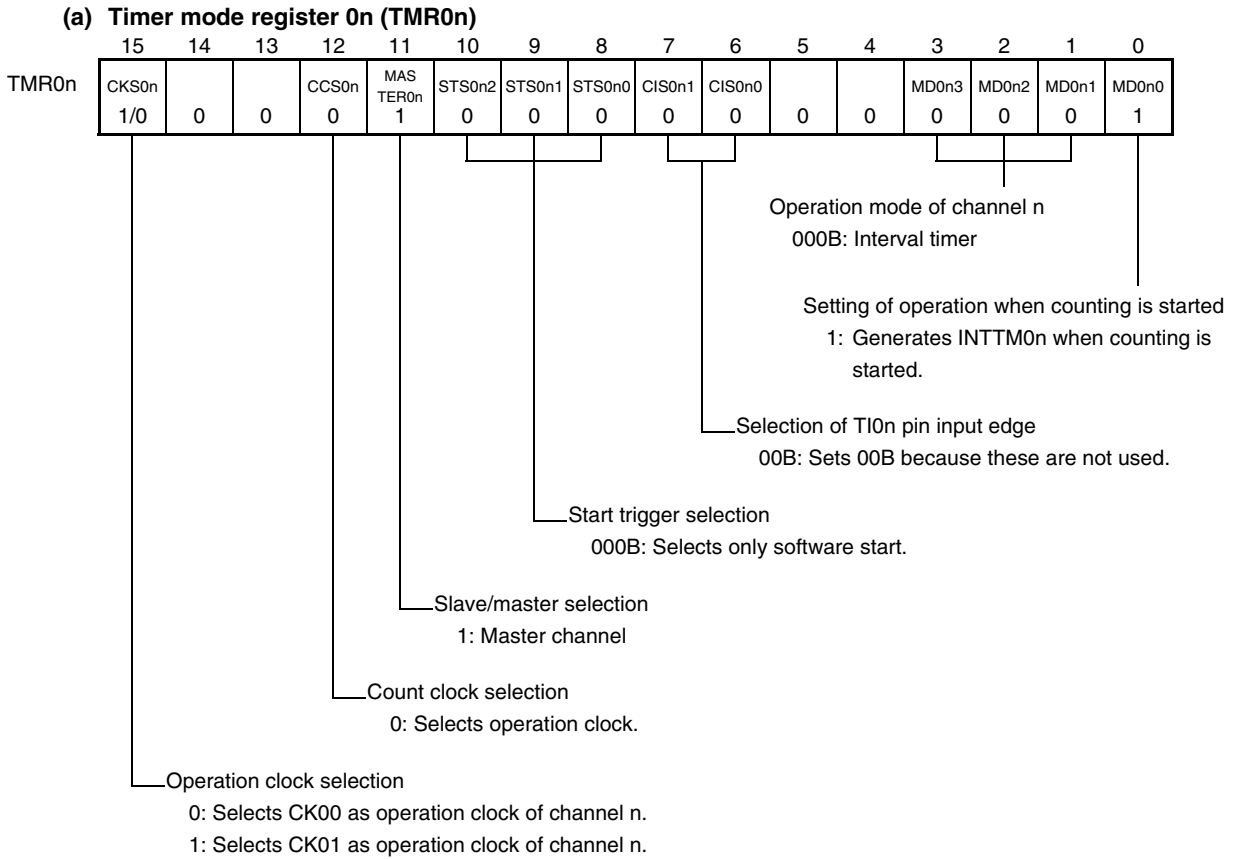 (a) Timer mode register 0n (TMR0n)
15 14 13 12 11 10 9 8 7 6 5 4 3 2 1 0
TMR0n CKS0n CCS0n MAS TER0n STS0n2 STS0n1 STS0n0 CIS0n1 CIS0n0 MD0n3 MD0n2 MD0n1 MD0n0
1/0 0 0 0 1 0 0 0 0 0 0 0 0 0 0 1
Operation mode of channel n
000B: Interval timer
Setting of operation when counting is started
1: Generates INTTM0n when counting is
started.
Selection of TI0n pin input edge
00B: Sets 00B because these are not used.
Start trigger selection
000B: Selects only software start.
Slave/master selection
1: Master channel
Count clock selection
0: Selects operation clock.
Operation clock selection
0: Selects CK00 as operation clock of channel n.
1: Selects CK01 as operation clock of channel n.